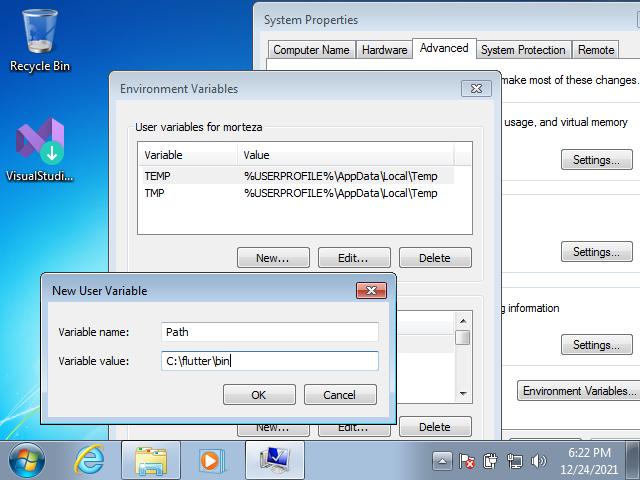 System Properties
Recycle Bin
Computer Name Hardware Advanced System Protection Remote
make most of these changes.
Environment Variables
User variables for morteza
usage, and virtual memory
Variable Value
Settings...
VisualStudi...
TEMP %USERPROFILE%\AppData\Local\Temp
TMP %USERPROFILE%\AppData\Local\Temp
New... Edit... Delete
Settings...
New User Variable
information
Variable name: Path
Settings...
Variable value: C:\flutter\bin
OK Cancel
Environment Variables...
New... Edit... Delete
6:22 PM
12/24/2021